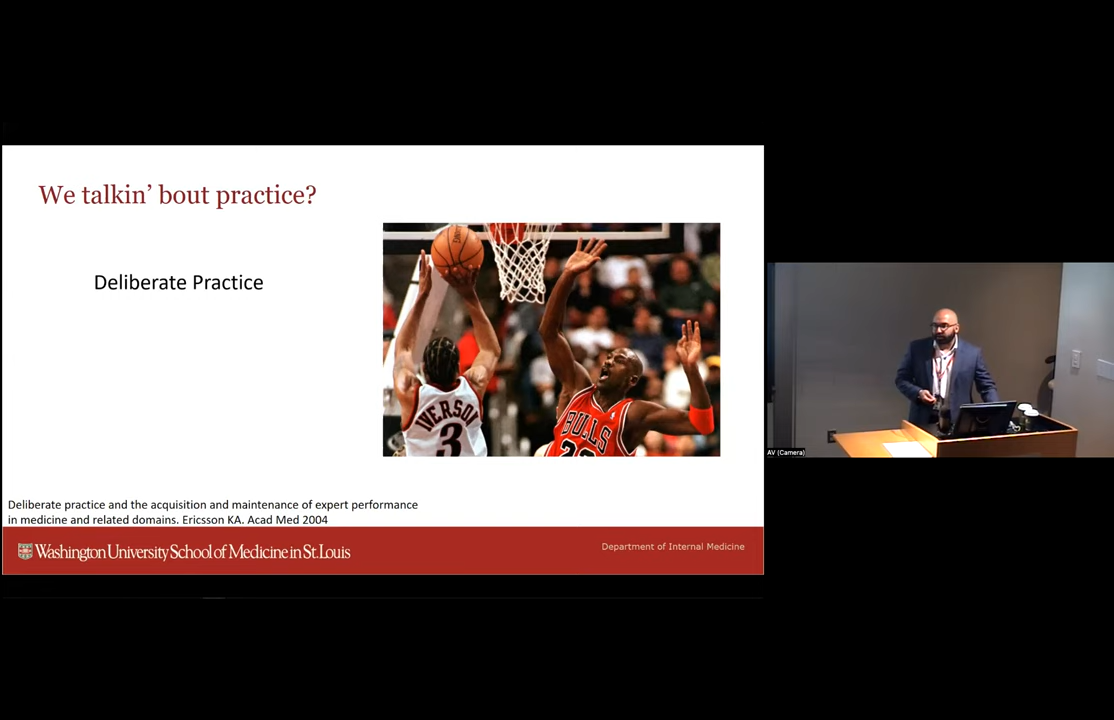 We talkin’ bout practice?
Deliberate Practice
IVERSO
3
BULLS
Deliberate practice and the acquisition and maintenance of expert performance
in medicine and related domains. Ericsson KA. Acad Med 2004
Washington University School of Medicine in St. Louis
Department of Internal Medicine
AV (Camera)